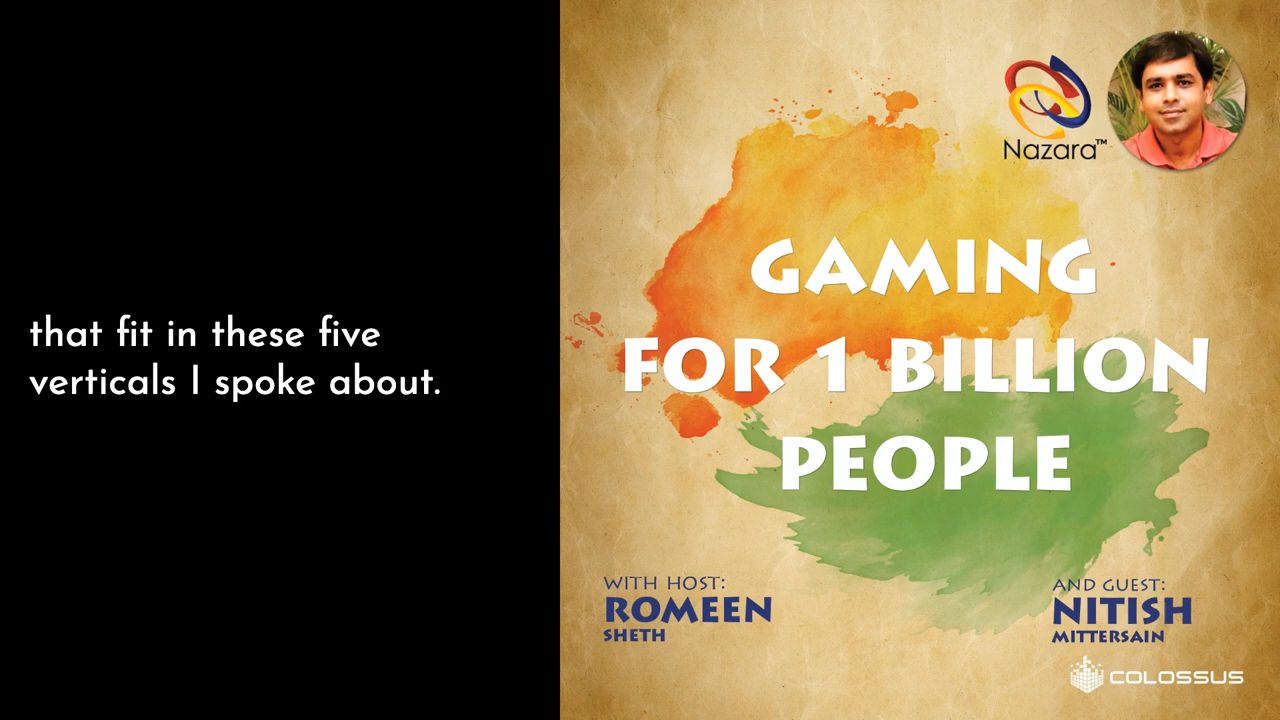 that fit in these five
verticals I spoke about.
Nazara™
GAMING
FOR 1 BILLION
PEOPLE
WITH HOST:
ROMEEN
SHETH
AND GUEST:
NITISH
MITTERSAIN
COLOSSUS